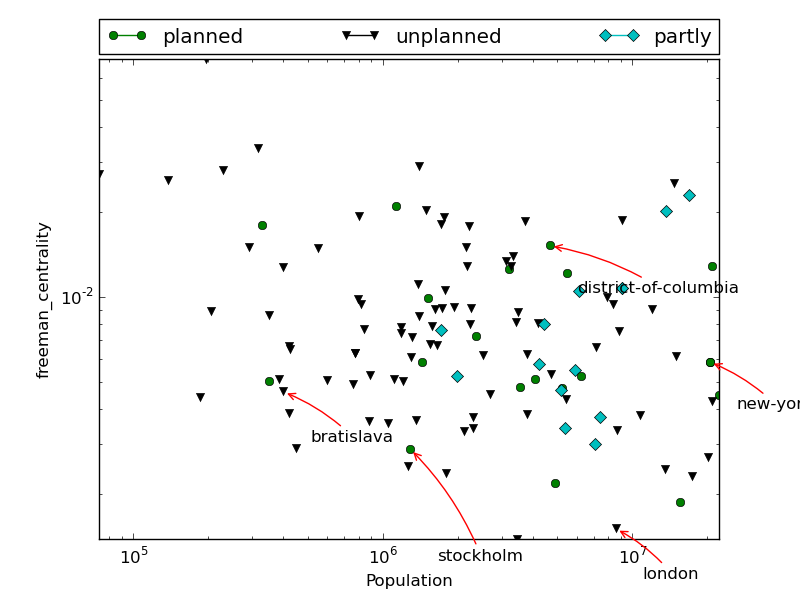 planned unplanned partly
freeman_centrality
10^-2
district-of-columbia
new-yor
bratislava
stockholm
london
10^5 10^6 10^7
Population